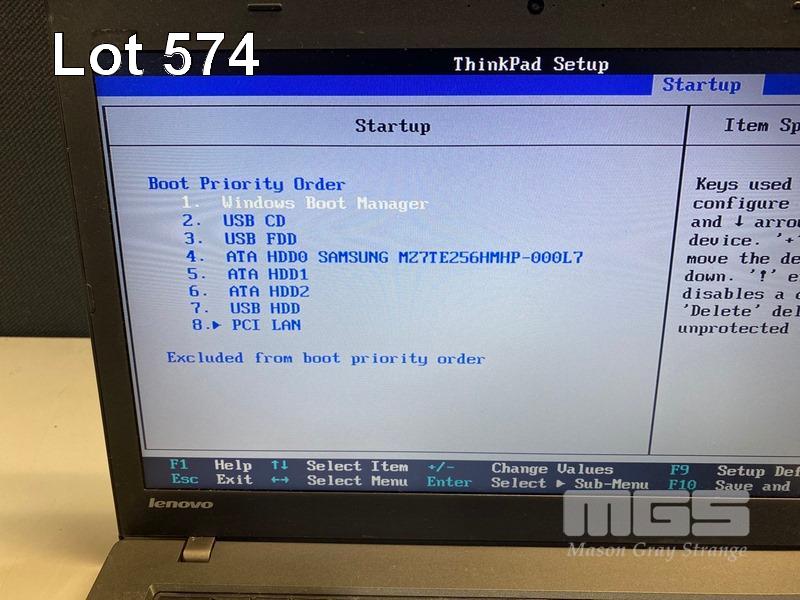 Lot 574
ThinkPad Setup
Startup
Startup
Item Sp
Boot Priority Order
1. Windows Boot Manager
2. USB CD
3. USB FDD
4. ATA HDD0 SAMSUNG MZ7TE256HMHP-000L7
5. ATA HDD1
6. ATA HDD2
7. USB HDD
8.▶ PCI LAN
Excluded from boot priority order
Keys used
configure
and ↓ arrou
device. '+'
move the de
down. '!' e
disables a d
'Delete' del
unprotected
F1 Help ↑↓ Select Item +/- Change Values F9 Setup Def
Esc Exit ←→ Select Menu Enter Select ▶ Sub-Menu F10 Save and
lenovo
MGS
Mason Gray Strange